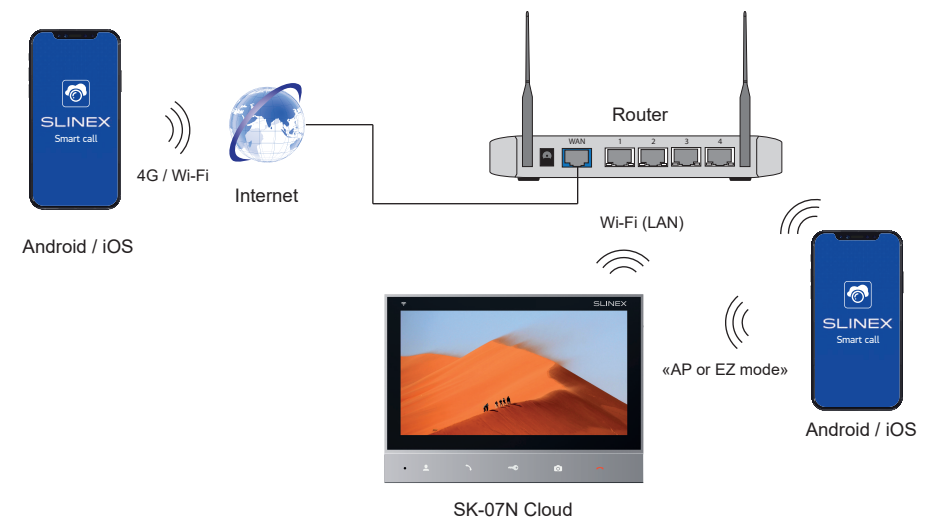 SLINEX
Smart call
4G / Wi-Fi
Android / iOS
Internet
Router
WAN
1
2
3
4
Wi-Fi (LAN)
SLINEX
«AP or EZ mode»
SLINEX
Smart call
Android / iOS
SK-07N Cloud